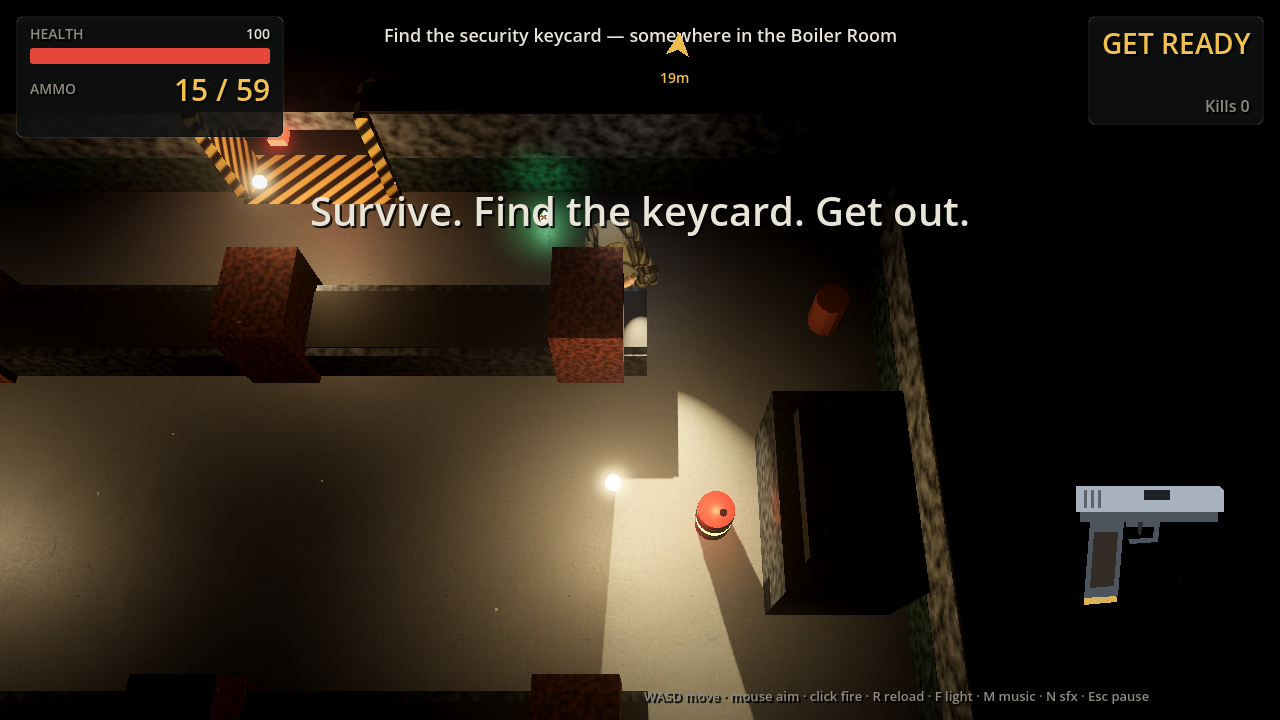 HEALTH 100
AMMO 15 / 59
Find the security keycard — somewhere in the Boiler Room
19m
GET READY
Kills 0
Survive. Find the keycard. Get out.
WASD move · mouse aim · click fire · R reload · F light · M music · N sfx · Esc pause